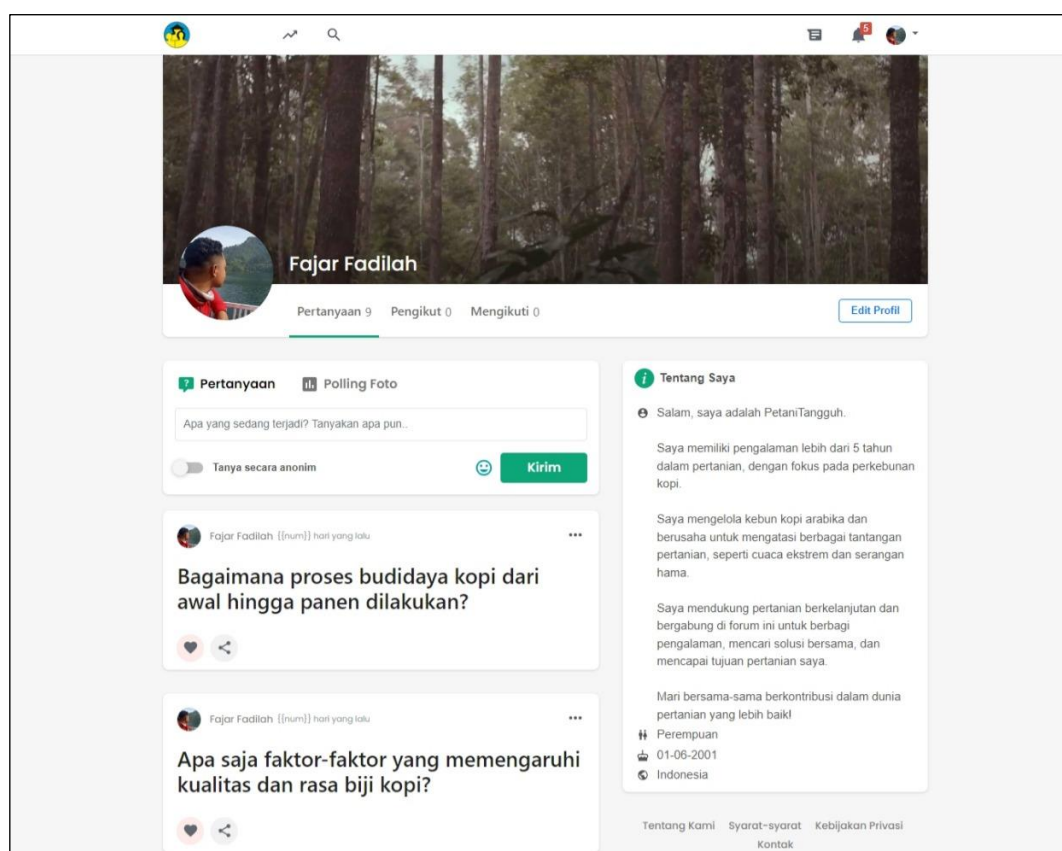 5
Fajar Fadilah
Pertanyaan 9 Pengikut 0 Mengikuti 0
Edit Profil
Pertanyaan Polling Foto
Apa yang sedang terjadi? Tanyakan apa pun..
Tanya secara anonim
Kirim
Fajar Fadilah {{num}} hari yang lalu
Bagaimana proses budidaya kopi dari
awal hingga panen dilakukan?
Fajar Fadilah {{num}} hari yang lalu
Apa saja faktor-faktor yang memengaruhi
kualitas dan rasa biji kopi?
Tentang Saya
Salam, saya adalah PetaniTangguh.
Saya memiliki pengalaman lebih dari 5 tahun
dalam pertanian, dengan fokus pada perkebunan
kopi.
Saya mengelola kebun kopi arabika dan
berusaha untuk mengatasi berbagai tantangan
pertanian, seperti cuaca ekstrem dan serangan
hama.
Saya mendukung pertanian berkelanjutan dan
bergabung di forum ini untuk berbagi
pengalaman, mencari solusi bersama, dan
mencapai tujuan pertanian saya.
Mari bersama-sama berkontribusi dalam dunia
pertanian yang lebih baik!
Perempuan
01-06-2001
Indonesia
Tentang Kami Syarat-syarat Kebijakan Privasi
Kontak